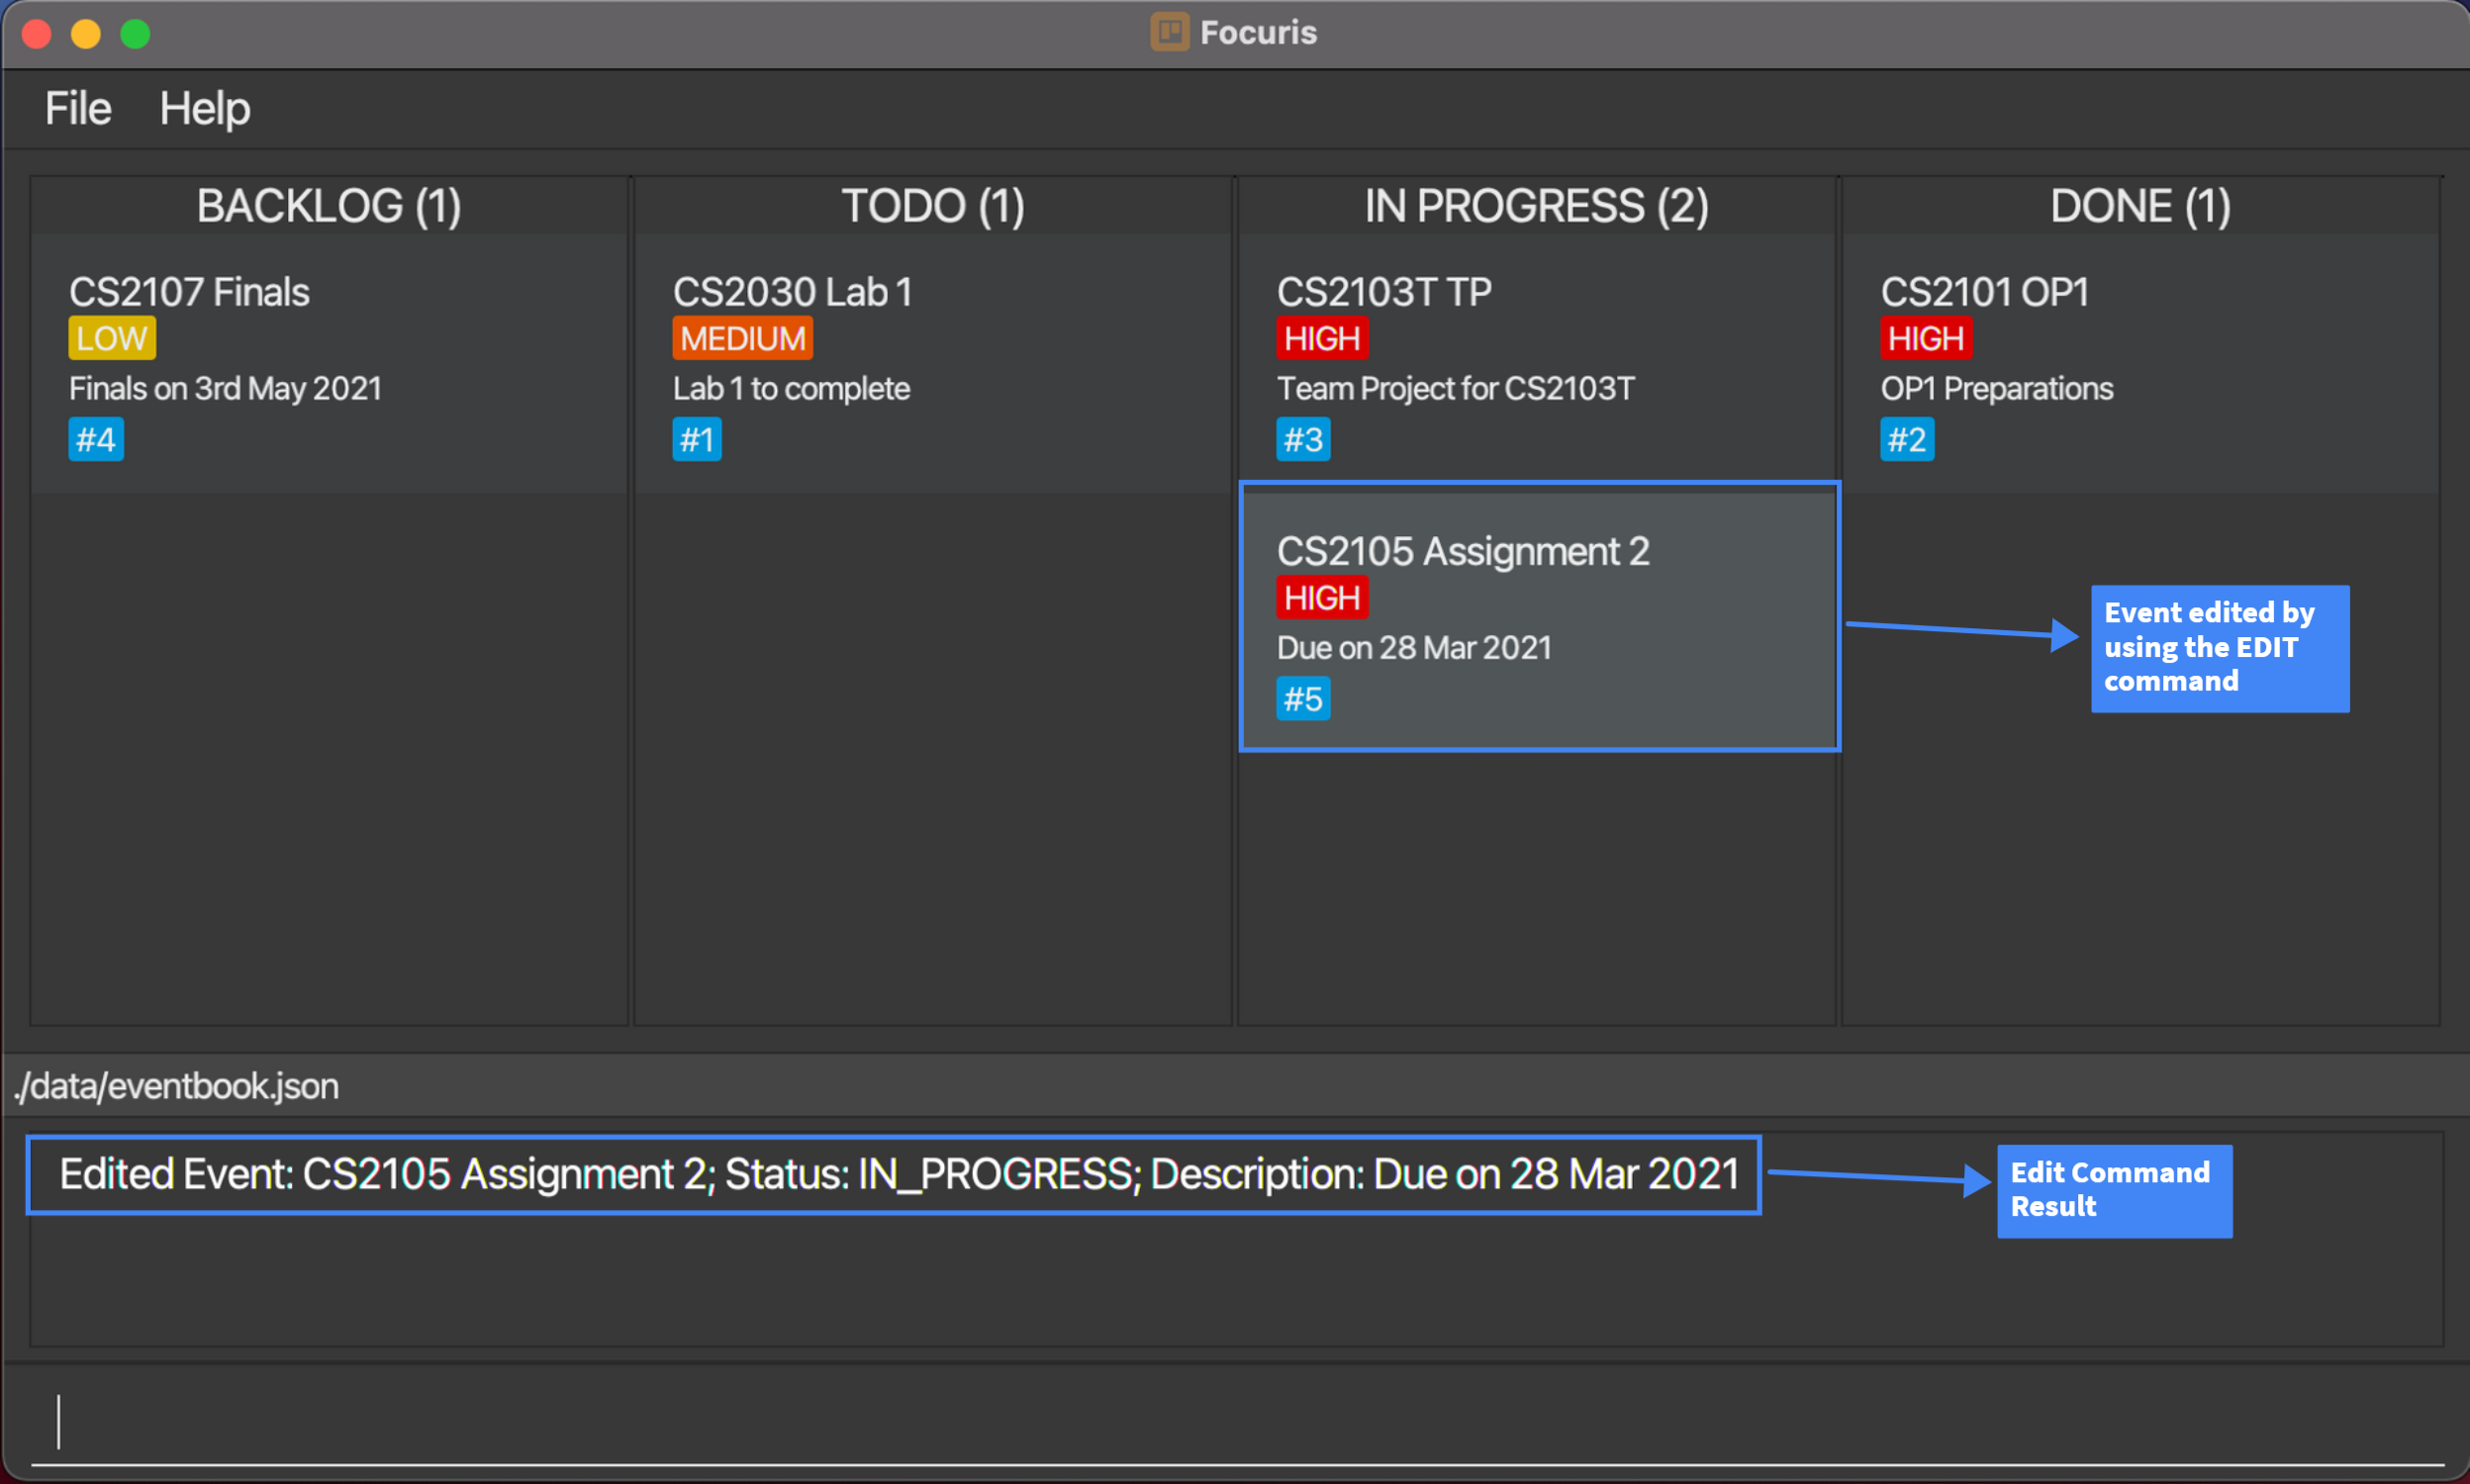 Focuris
File Help
BACKLOG (1)
CS2107 Finals
LOW
Finals on 3rd May 2021
#4
TODO (1)
CS2030 Lab 1
MEDIUM
Lab 1 to complete
#1
IN PROGRESS (2)
CS2103T TP
HIGH
Team Project for CS2103T
#3
CS2105 Assignment 2
HIGH
Due on 28 Mar 2021
#5
DONE (1)
CS2101 OP1
HIGH
OP1 Preparations
#2
Event edited by
using the EDIT
command
./data/eventbook.json
Edited Event: CS2105 Assignment 2; Status: IN_PROGRESS; Description: Due on 28 Mar 2021
Edit Command
Result